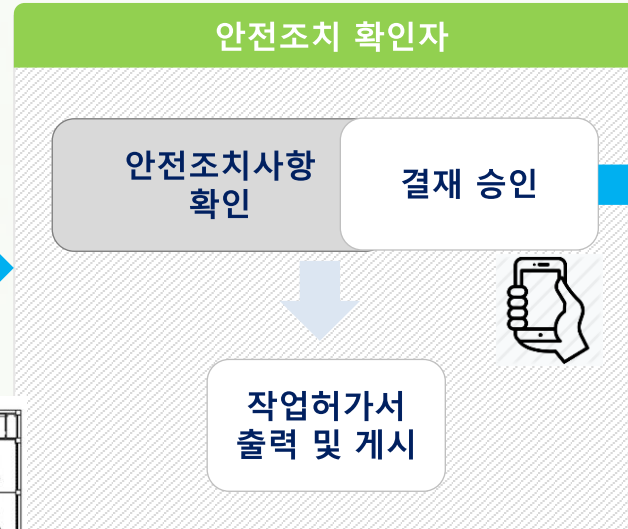 안전조치 확인자
안전조치사항
확인
결재 승인
작업허가서
출력 및 게시